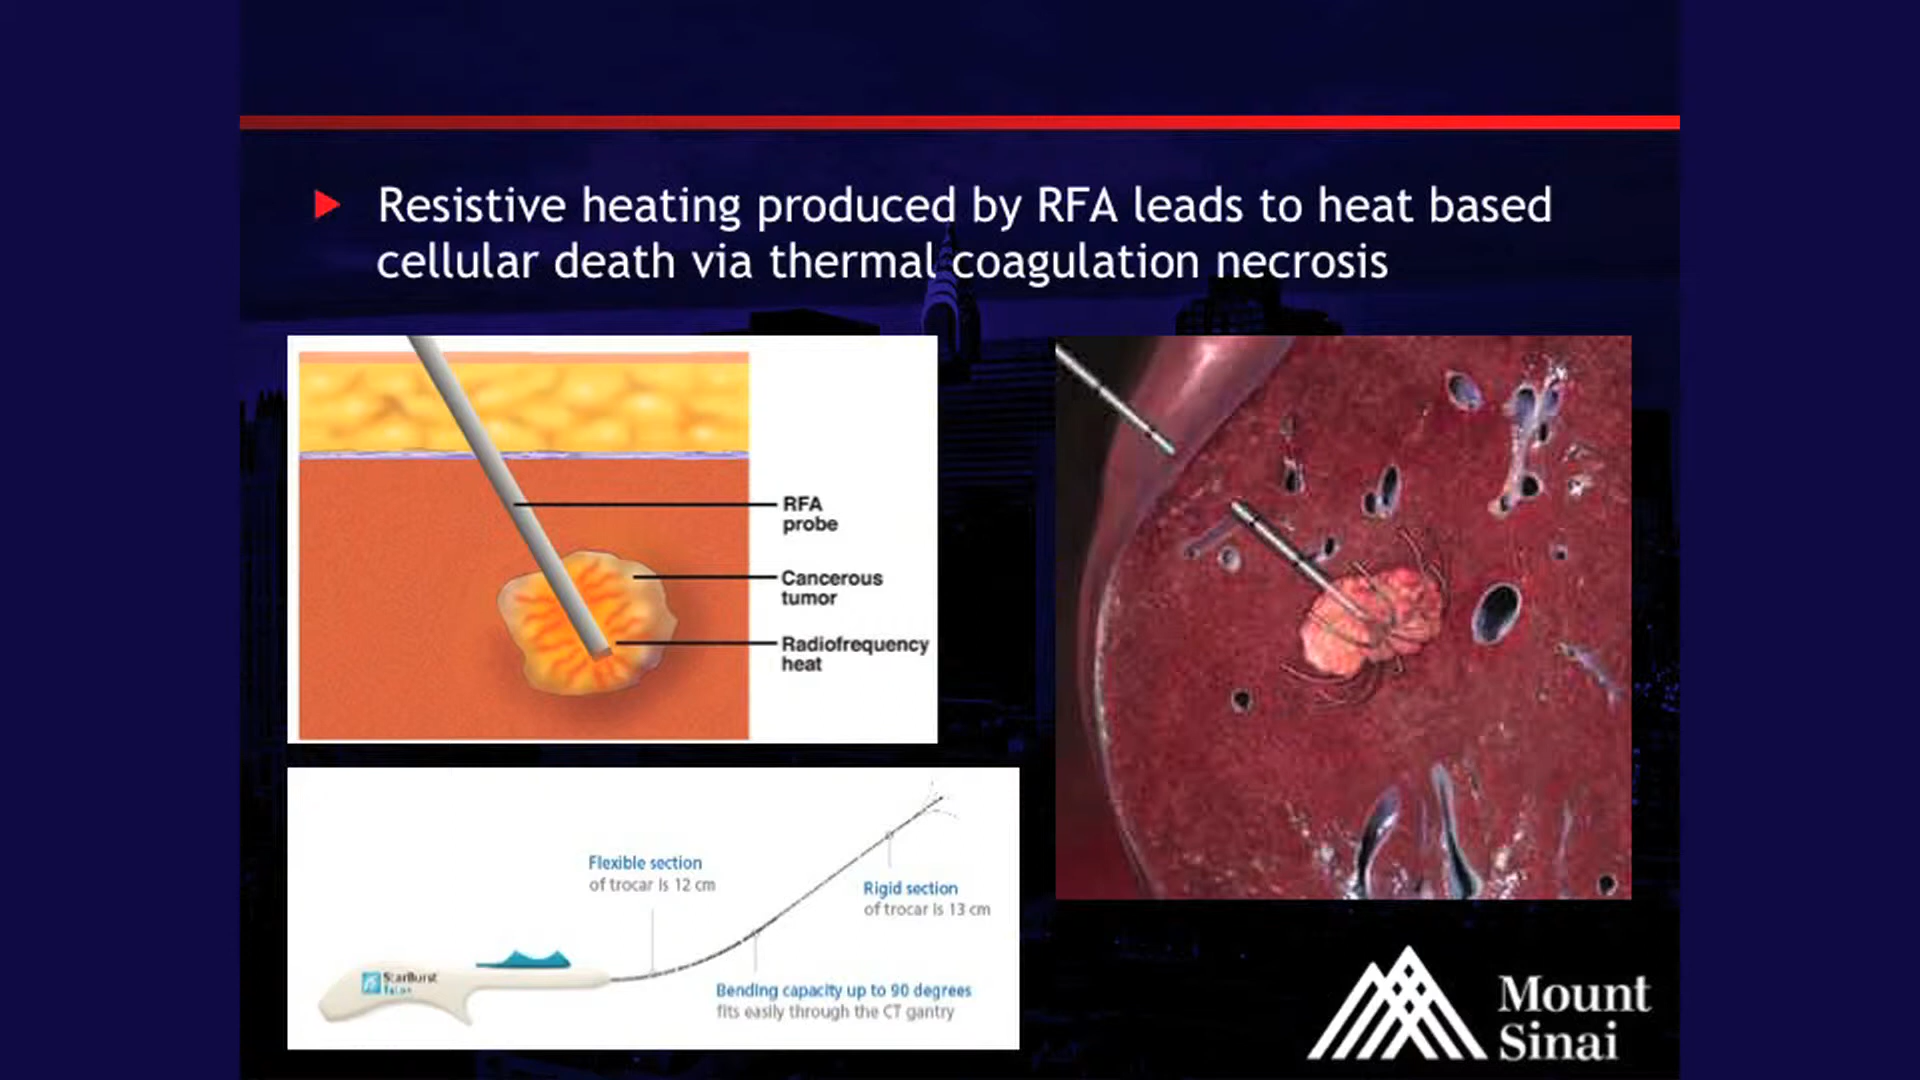 Resistive heating produced by RFA leads to heat based
cellular death via thermal coagulation necrosis
RFA
probe
Cancerous
tumor
Radiofrequency
heat
Flexible section
of trocar is 12 cm
Rigid section
of trocar is 13 cm
StarBurst
Talon
Bending capacity up to 90 degrees
fits easily through the CT gantry
Mount
Sinai